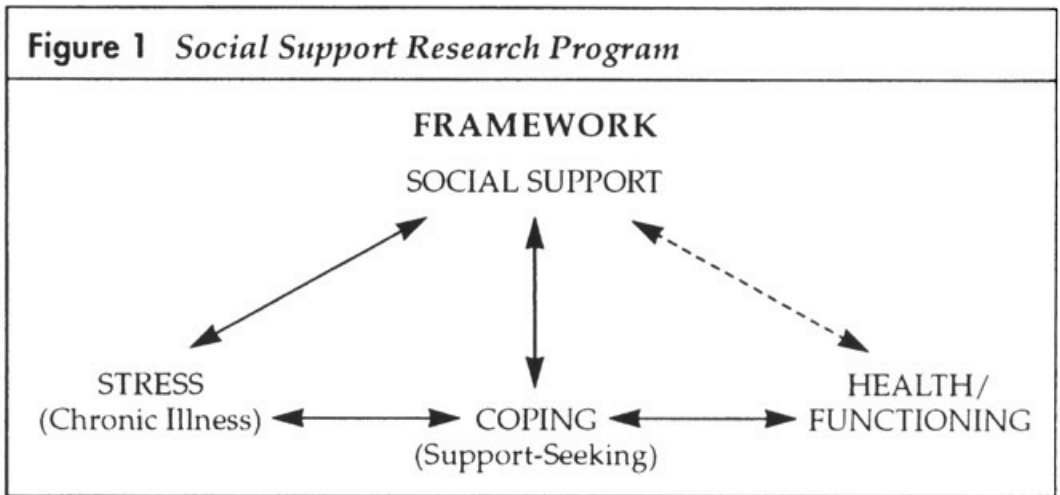 Figure 1 Social Support Research Program
FRAMEWORK
SOCIAL SUPPORT
STRESS
(Chronic Illness)
COPING
(Support-Seeking)
HEALTH/
FUNCTIONING